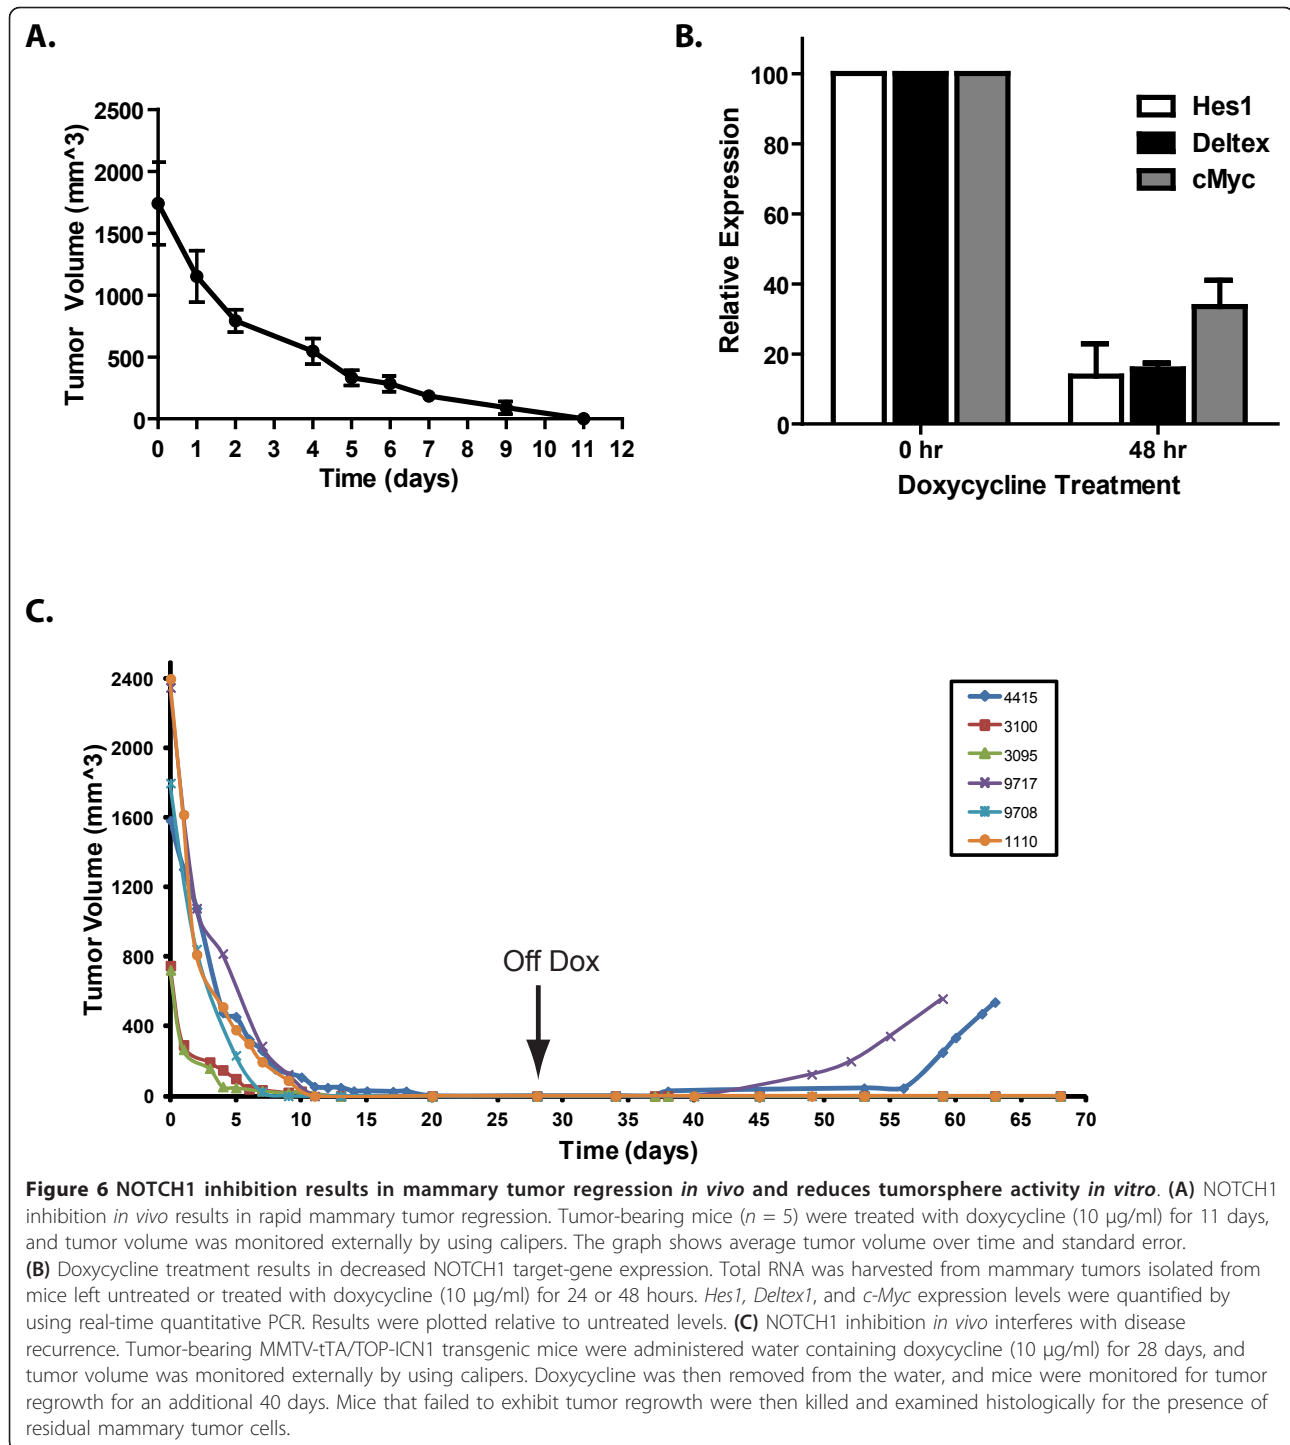 A.
2500
2000
1500
1000
500
0
Tumor Volume (mm^3)
0 1 2 3 4 5 6 7 8 9 10 11 12
Time (days)
B.
100
80
60
40
20
0
Relative Expression
Hes1
Deltex
cMyc
0 hr 48 hr
Doxycycline Treatment
C.
2400
2000
1600
1200
800
400
0
Tumor Volume (mm^3)
4415
3100
3095
9717
9708
1110
Off Dox
0 5 10 15 20 25 30 35 40 45 50 55 60 65 70
Time (days)
Figure 6 NOTCH1 inhibition results in mammary tumor regression in vivo and reduces tumorsphere activity in vitro. (A) NOTCH1
inhibition in vivo results in rapid mammary tumor regression. Tumor-bearing mice (n = 5) were treated with doxycycline (10 μg/ml) for 11 days,
and tumor volume was monitored externally by using calipers. The graph shows average tumor volume over time and standard error.
(B) Doxycycline treatment results in decreased NOTCH1 target-gene expression. Total RNA was harvested from mammary tumors isolated from
mice left untreated or treated with doxycycline (10 μg/ml) for 24 or 48 hours. Hes1, Deltex1, and c-Myc expression levels were quantified by
using real-time quantitative PCR. Results were plotted relative to untreated levels. (C) NOTCH1 inhibition in vivo interferes with disease
recurrence. Tumor-bearing MMTV-tTA/TOP-ICN1 transgenic mice were administered water containing doxycycline (10 μg/ml) for 28 days, and
tumor volume was monitored externally by using calipers. Doxycycline was then removed from the water, and mice were monitored for tumor
regrowth for an additional 40 days. Mice that failed to exhibit tumor regrowth were then killed and examined histologically for the presence of
residual mammary tumor cells.